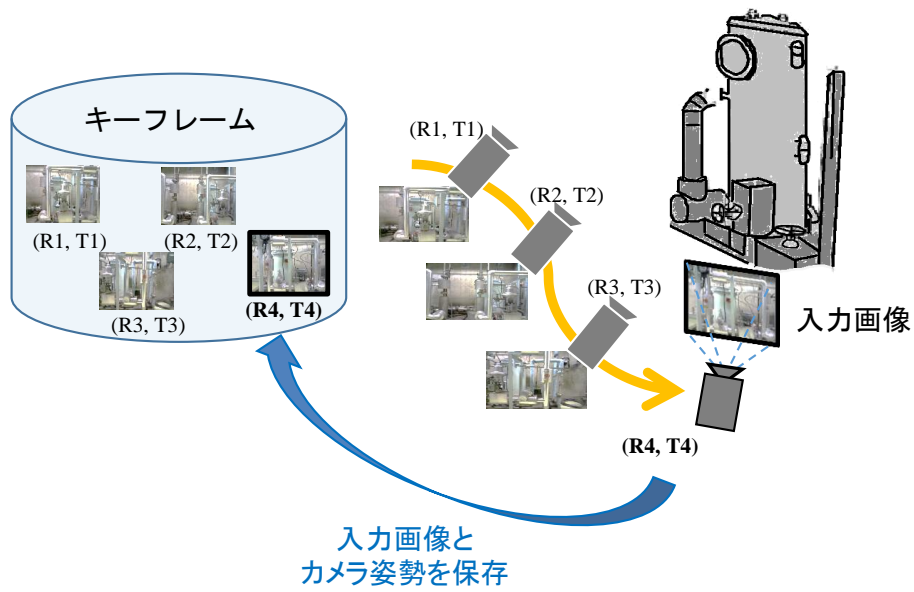 キーフレーム
(R1, T1)
(R2, T2)
(R3, T3)
(R4, T4)
(R1, T1)
(R2, T2)
(R3, T3)
入力画像
(R4, T4)
入力画像と
カメラ姿勢を保存